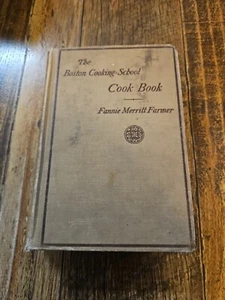 The
Boston Cooking-School
Cook Book
Fannie Merritt Farmer